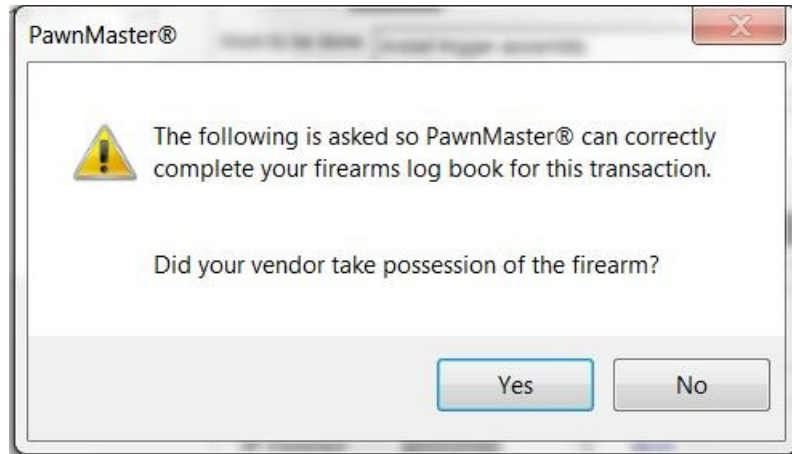 PawnMaster®
The following is asked so PawnMaster® can correctly
complete your firearms log book for this transaction.
Did your vendor take possession of the firearm?
Yes
No